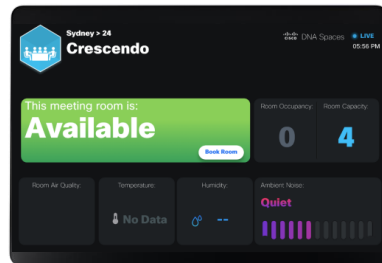 Sydney > 24
Crescendo
cisco DNA Spaces
LIVE
05:56 PM
This meeting room is:
Available
Book Room
Room Occupancy:
0
Room Capacity:
4
Room Air Quality:
Temperature:
No Data
Humidity:
--
Ambient Noise:
Quiet